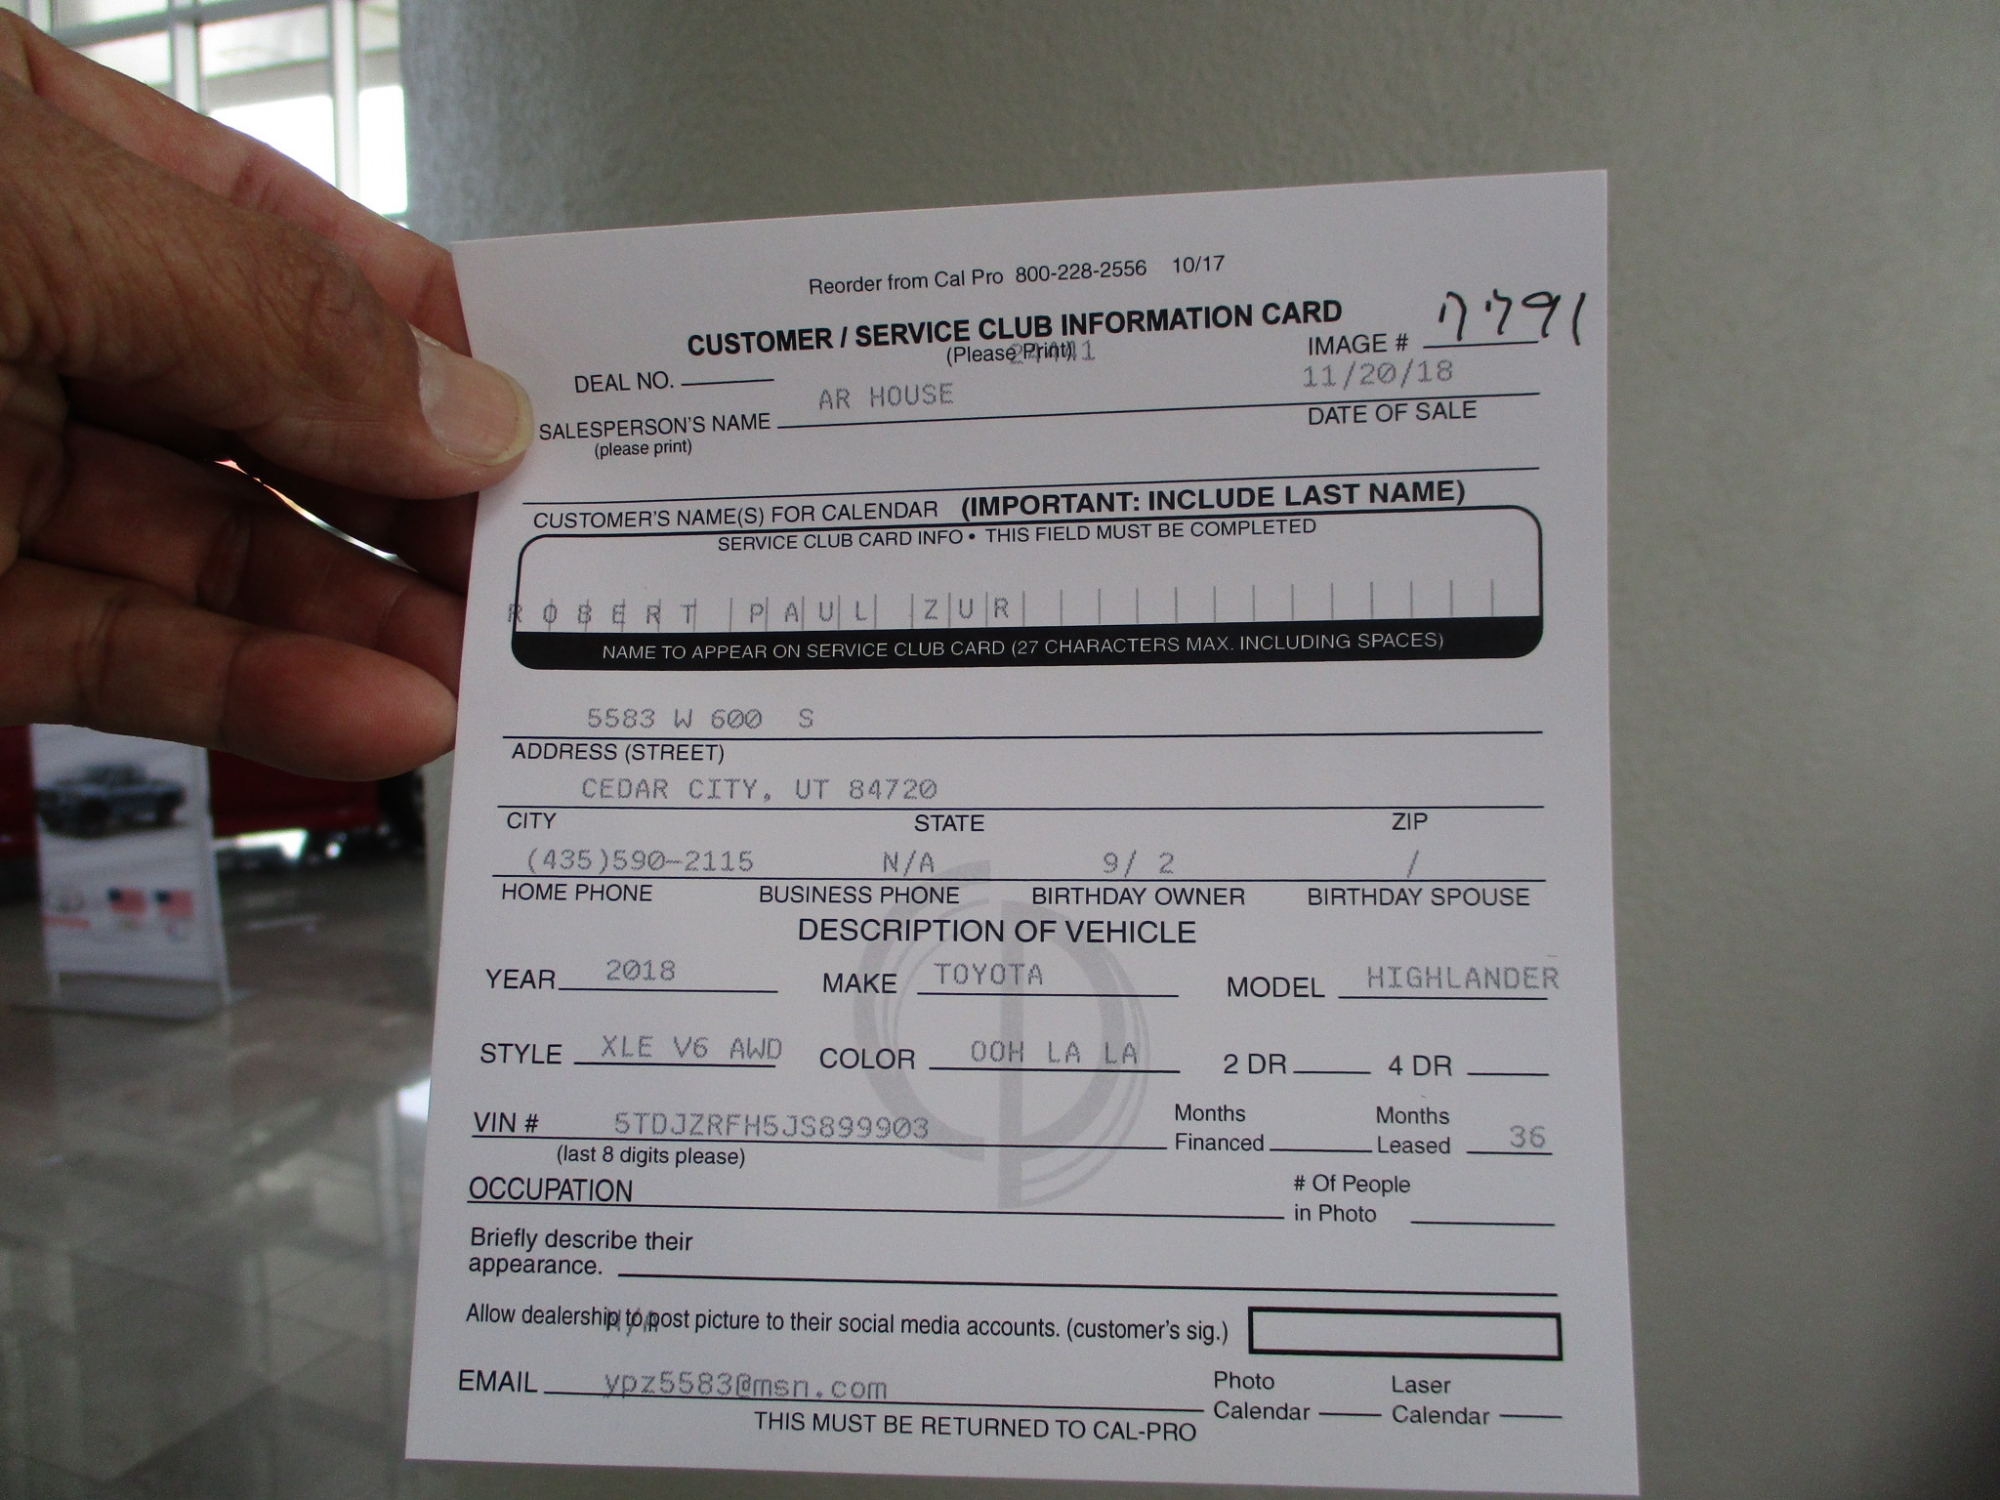 Reorder from Cal Pro 800-228-2556 10/17
CUSTOMER / SERVICE CLUB INFORMATION CARD
(Please Print)
IMAGE # 7791
DEAL NO.
11/20/18
SALESPERSON'S NAME AR HOUSE
DATE OF SALE
(please print)
CUSTOMER'S NAME(S) FOR CALENDAR (IMPORTANT: INCLUDE LAST NAME)
SERVICE CLUB CARD INFO • THIS FIELD MUST BE COMPLETED
ROBERT PAUL ZUR
NAME TO APPEAR ON SERVICE CLUB CARD (27 CHARACTERS MAX. INCLUDING SPACES)
5583 W 600 S
ADDRESS (STREET)
CEDAR CITY, UT 84720
CITY STATE ZIP
(435)590-2115 N/A 9/ 2 /
HOME PHONE BUSINESS PHONE BIRTHDAY OWNER BIRTHDAY SPOUSE
DESCRIPTION OF VEHICLE
YEAR 2018 MAKE TOYOTA MODEL HIGHLANDER
STYLE XLE V6 AWD COLOR OOH LA LA 2 DR 4 DR
VIN # 5TDJZRFH5JS899903 Months Financed Months Leased 36
(last 8 digits please)
OCCUPATION # Of People in Photo
Briefly describe their
appearance.
Allow dealership to post picture to their social media accounts. (customer's sig.)
N/A
EMAIL ypz5583@msn.com Photo Calendar Laser Calendar
THIS MUST BE RETURNED TO CAL-PRO